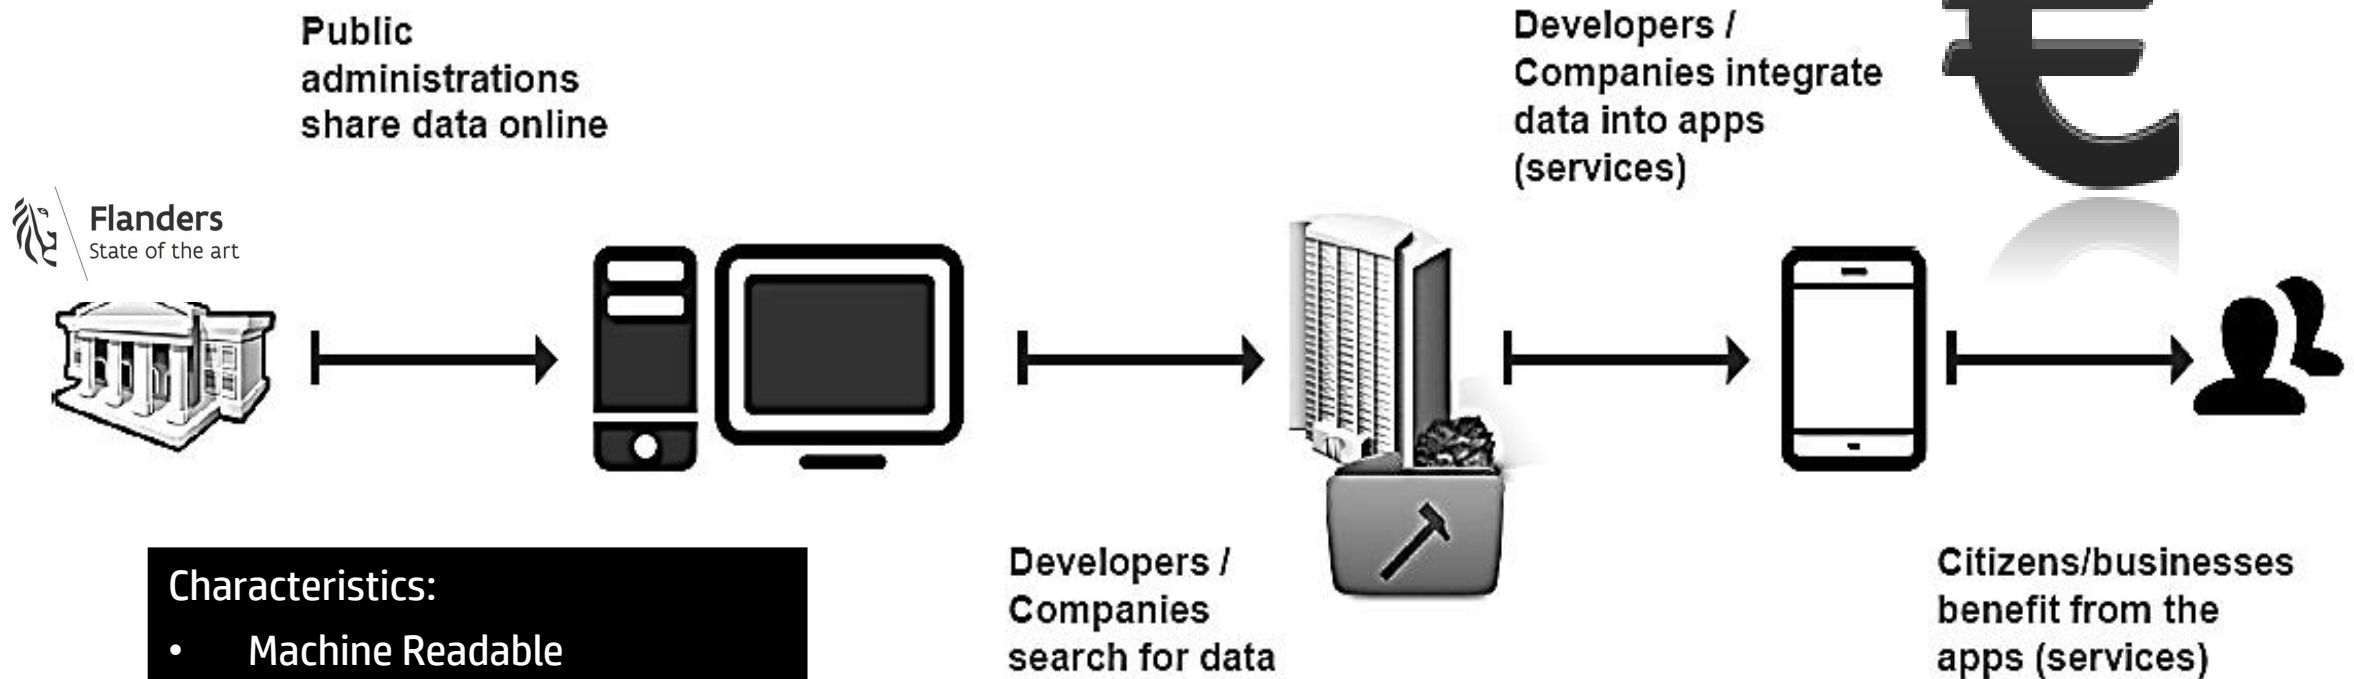 Public
administrations
share data online
Developers /
Companies integrate
data into apps
(services)
€
Flanders
State of the art
Characteristics:
• Machine Readable
Developers /
Companies
search for data
Citizens/businesses
benefit from the
apps (services)